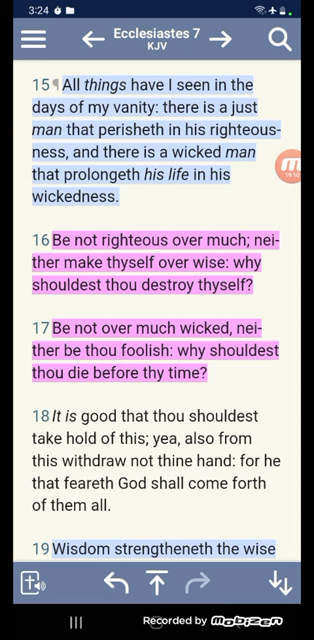 3:24
Ecclesiastes 7
KJV
15 ¶ All things have I seen in the
days of my vanity: there is a just
man that perisheth in his righteous-
ness, and there is a wicked man
that prolongeth his life in his
wickedness.
16 Be not righteous over much; nei-
ther make thyself over wise: why
shouldest thou destroy thyself?
17 Be not over much wicked, nei-
ther be thou foolish: why shouldest
thou die before thy time?
18 It is good that thou shouldest
take hold of this; yea, also from
this withdraw not thine hand: for he
that feareth God shall come forth
of them all.
19 Wisdom strengtheneth the wise
Recorded by Mobizen